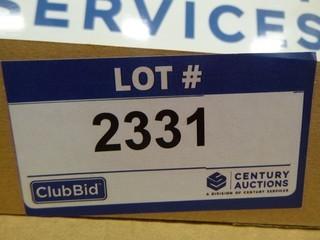 SERVICES
LOT #
2331
ClubBid
CENTURY
AUCTIONS
A DIVISION OF CENTURY SERVICES